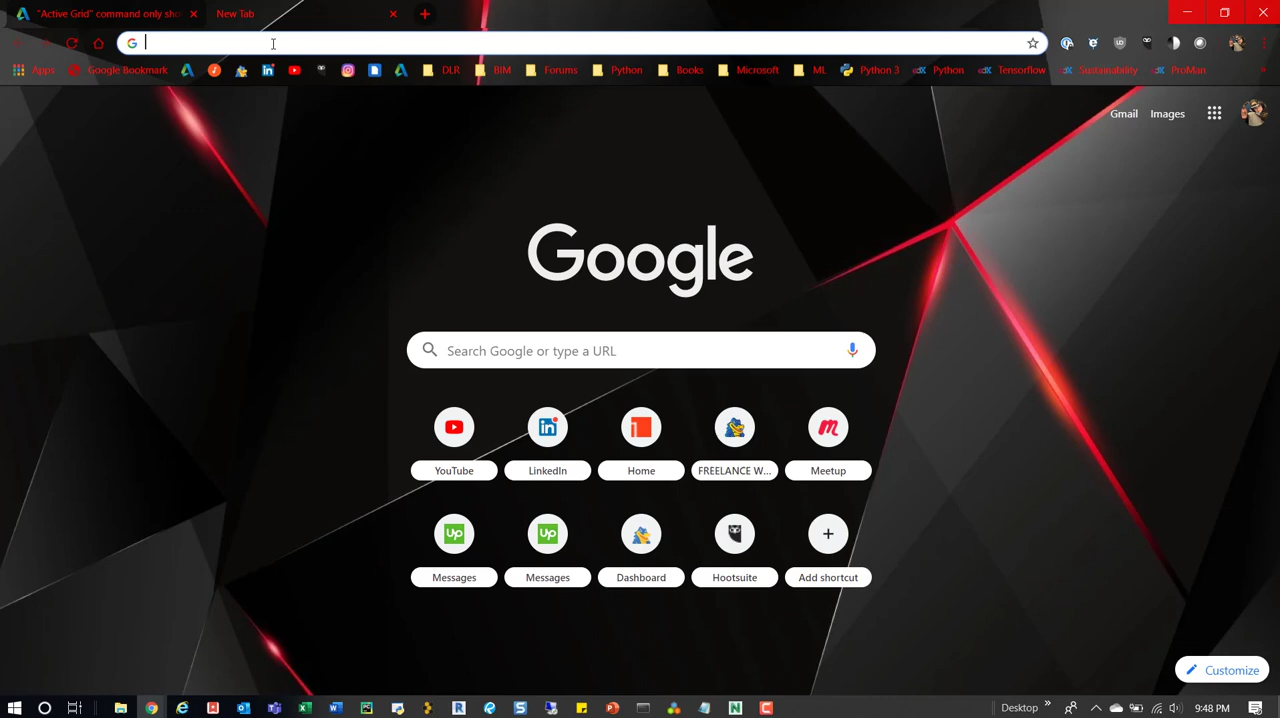 "Active Grid" command only sho
New Tab
Apps
Google Bookmark
DLR
BIM
Forums
Python
Books
Microsoft
ML
Python 3
Python
Tensorflow
Sustainability
ProMan
»
Gmail
Images
Google
Search Google or type a URL
YouTube
LinkedIn
Home
FREELANCE W...
Meetup
Messages
Messages
Dashboard
Hootsuite
Add shortcut
Customize
Desktop
»
9:48 PM